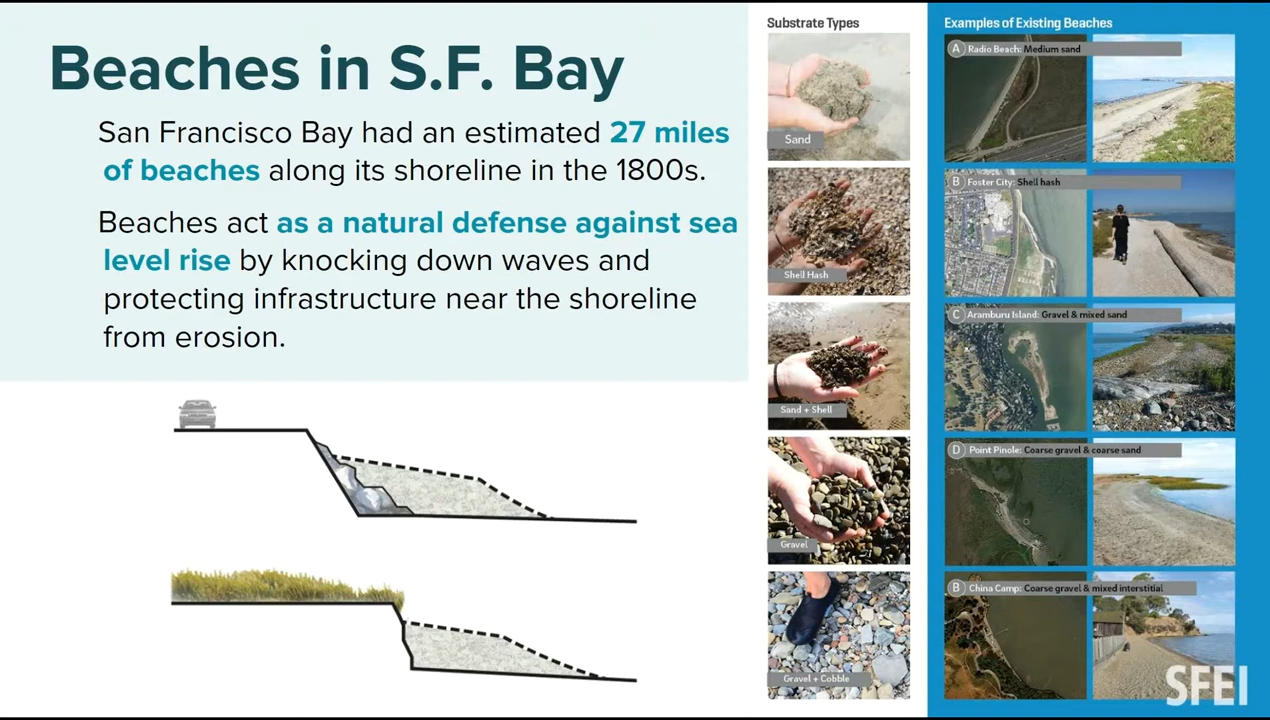 Beaches in S.F. Bay
San Francisco Bay had an estimated 27 miles
of beaches along its shoreline in the 1800s.
Beaches act as a natural defense against sea
level rise by knocking down waves and
protecting infrastructure near the shoreline
from erosion.
Substrate Types
Sand
Shell Hash
Sand + Shell
Gravel
Gravel + Cobble
Examples of Existing Beaches
A Radio Beach: Medium sand
B Foster City: Shell hash
C Aramburu Island: Gravel & mixed sand
D Point Pinole: Coarse gravel & coarse sand
B China Camp: Coarse gravel & mixed interstitial
SFEI